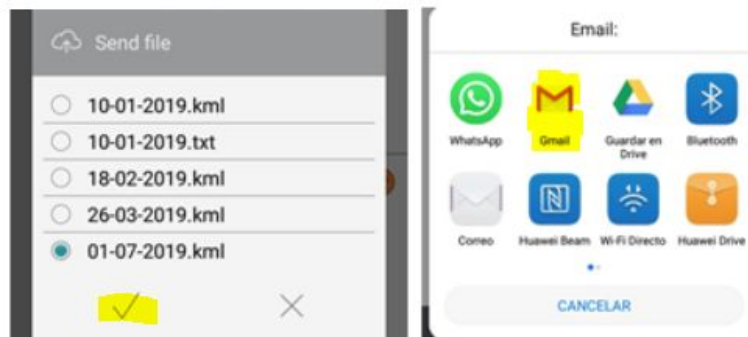 Send file
10-01-2019.kml
10-01-2019.txt
18-02-2019.kml
26-03-2019.kml
01-07-2019.kml
Email:
WhatsApp
Gmail
Guardar en
Drive
Bluetooth
Correo
Huawei Beam
Wi-Fi Directo
Huawei Drive
CANCELAR